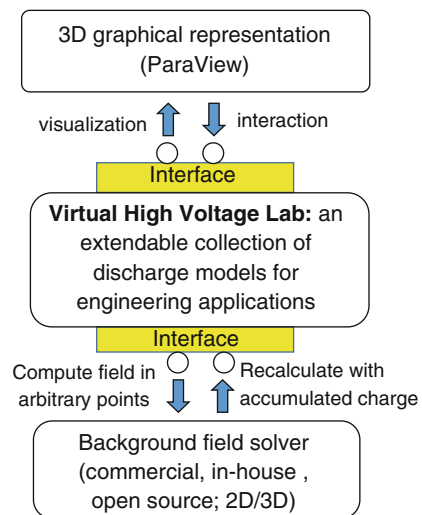 3D graphical representation
(ParaView)
visualization
interaction
Interface
Virtual High Voltage Lab: an
extendable collection of
discharge models for
engineering applications
Interface
Compute field in
arbitrary points
Recalculate with
accumulated charge
Background field solver
(commercial, in-house ,
open source; 2D/3D)